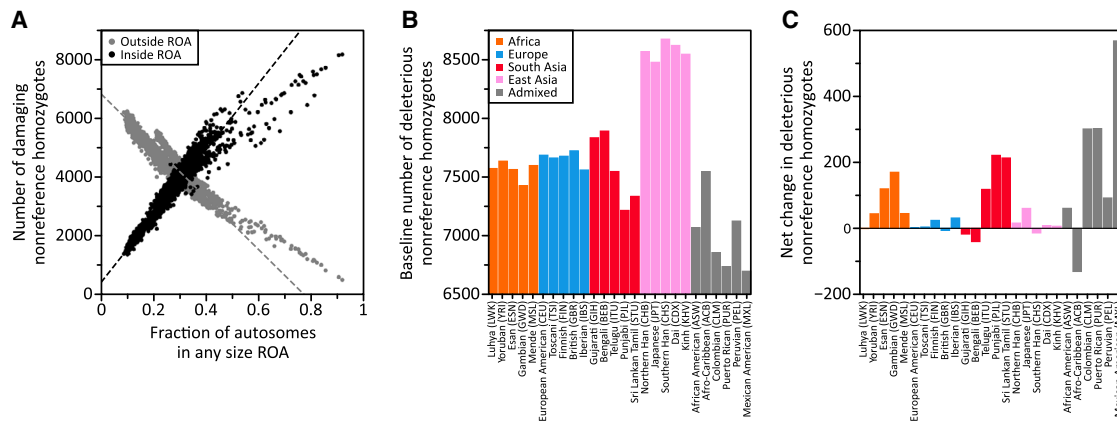 A
Outside ROA
Inside ROA
Number of damaging
nonreference homozygotes
8000
6000
4000
2000
0
0
0.2
0.4
0.6
0.8
1
Fraction of autosomes
in any size ROA
B
Africa
Europe
South Asia
East Asia
Admixed
Baseline number of deleterious
nonreference homozygotes
8500
8000
7500
7000
6500
Luhya (LWK)
Yoruban (YRI)
Esan (ESN)
Gambian (GWD)
Mende (MSL)
European American (CEU)
Toscani (TSI)
Finnish (FIN)
British (GBR)
Iberian (IBS)
Gujarati (GIH)
Bengali (BEB)
Telugu (ITU)
Punjabi (PJL)
Sri Lankan Tamil (STU)
Northern Han (CHB)
Japanese (JPT)
Southern Han (CHS)
Dai (CDX)
Kinh (KHV)
African American (ASW)
Afro-Caribbean (ACB)
Colombian (CLM)
Puerto Rican (PUR)
Peruvian (PEL)
Mexican American (MXL)
C
Net change in deleterious
nonreference homozygotes
600
400
200
0
−200
Luhya (LWK)
Yoruban (YRI)
Esan (ESN)
Gambian (GWD)
Mende (MSL)
European American (CEU)
Toscani (TSI)
Finnish (FIN)
British (GBR)
Iberian (IBS)
Gujarati (GIH)
Bengali (BEB)
Telugu (ITU)
Punjabi (PJL)
Sri Lankan Tamil (STU)
Northern Han (CHB)
Japanese (JPT)
Southern Han (CHS)
Dai (CDX)
Kinh (KHV)
African American (ASW)
Afro-Caribbean (ACB)
Colombian (CLM)
Puerto Rican (PUR)
Peruvian (PEL)